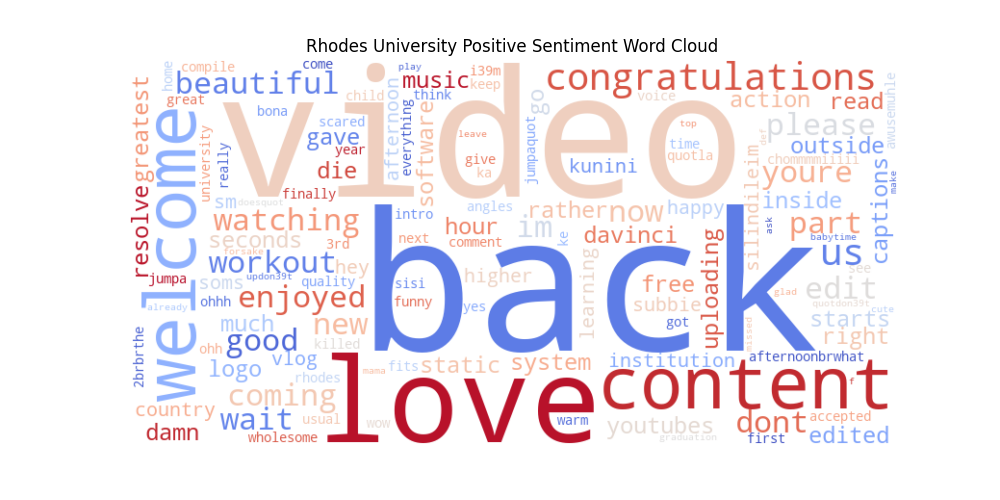 Rhodes University Positive Sentiment Word Cloud
video
back
love
content
welcome
congratulations
beautiful
music
compile
come
play
i39m
keep
home
great
greatest
child
think
go
voice
action
read
awusemuhle
bona
scared
gave
afternoon
everything
software
leave
top
please
def
outside
time
quotla
chommmmiiiii
university
really
year
die
give
ka
jumpaquot
kunini
youre
captions
make
finally
resolve
sm
doesquot
watching
intro
angles
rather
now
happy
inside
silindileim
part
ask
babytime
seconds
3rd
forsake
next
hour
comment
im
ke
davinci
us
workout
hey
jumpa
soms
updon39t
quality
sisi
higher
learning
free
uploading
see
edit
glad
quotdon39t
cute
already
ohhh
enjoyed
funny
yes
subbie
got
missed
starts
right
much
new
good
killed
ohh
vlog
2brbrthe
logo
rhodes
mama
fits
static
system
institution
afternoonbrwhat
coming
country
wait
usual
wow
warm
youtubes
graduation
dont
accepted
f
first
edited
damn
wholesome